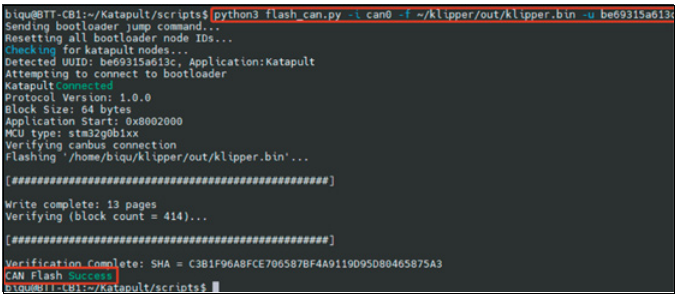 biqu@BTT-CB1:~/Katapult/scripts$ python3 flash_can.py -i can0 -f ~/klipper/out/klipper.bin -u be69315a613c
Sending bootloader jump command...
Resetting all bootloader node IDs...
Checking for katapult nodes...
Detected UUID: be69315a613c, Application:Katapult
Attempting to connect to bootloader
KatapultConnected
Protocol Version: 1.0.0
Block Size: 64 bytes
Application Start: 0x8002000
MCU type: stm32g0b1xx
Verifying canbus connection
Flashing '/home/biqu/klipper/out/klipper.bin'...
[##################################################]
Write complete: 13 pages
Verifying (block count = 414)...
[##################################################]
Verification Complete: SHA = C3B1F96A8FCE706587BF4A9119D95D80465875A3
CAN Flash Success
biqu@BTT-CB1:~/Katapult/scripts$